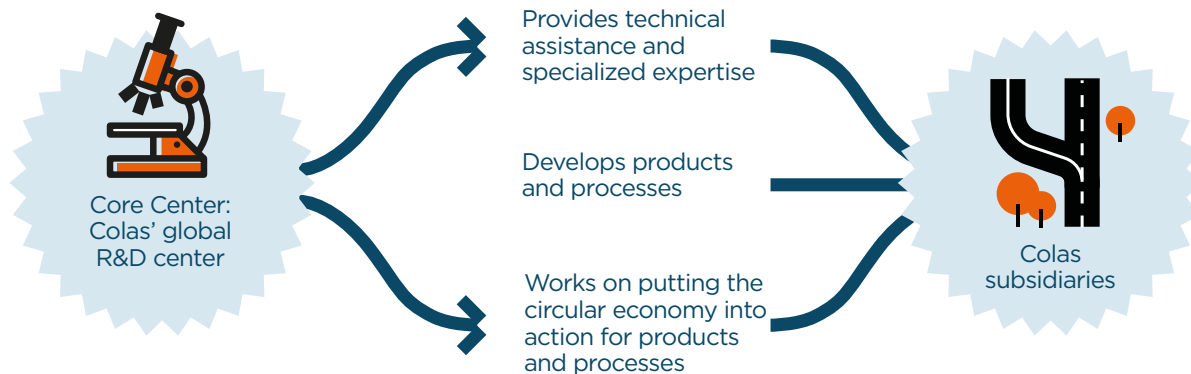 Core Center:
Colas’ global
R&D center
Provides technical
assistance and
specialized expertise
Develops products
and processes
Works on putting the
circular economy into
action for products
and processes
Colas
subsidiaries